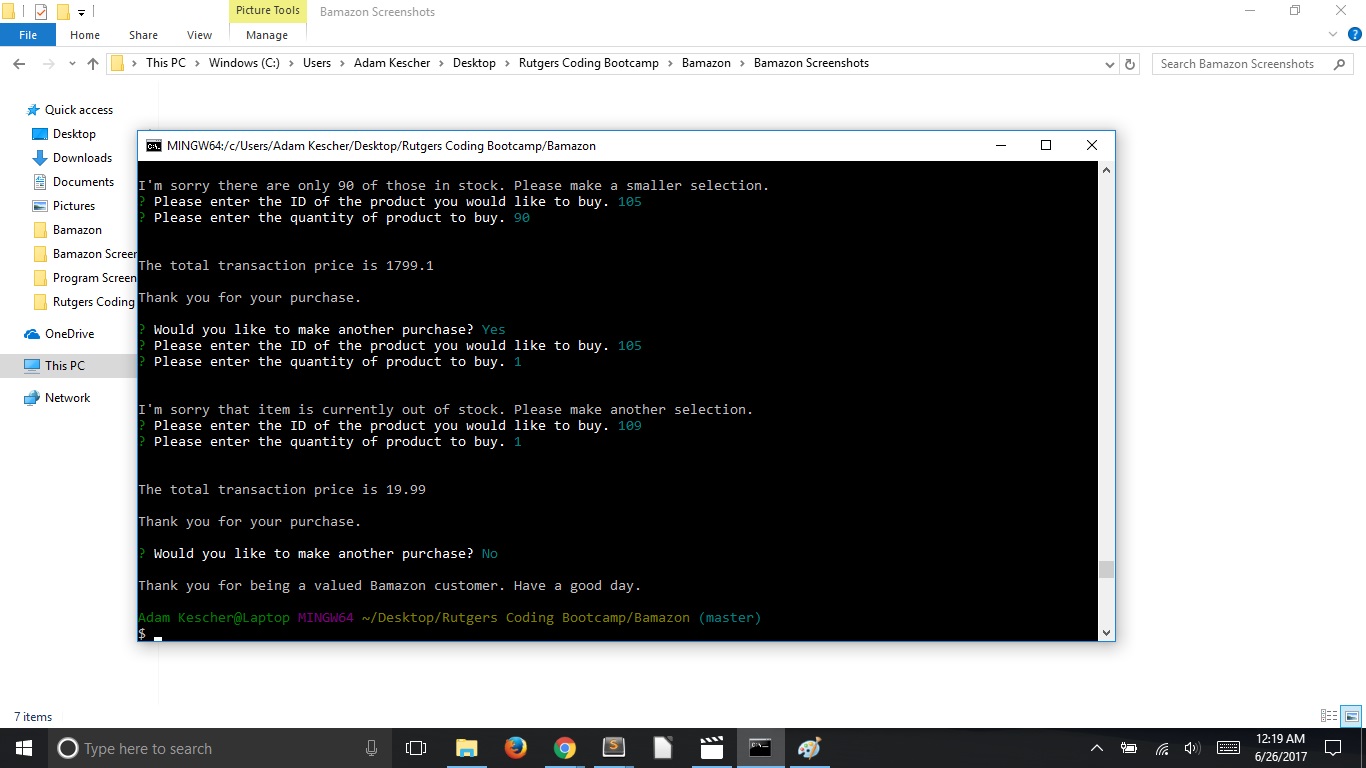 Picture Tools
Bamazon Screenshots
File
Home
Share
View
Manage
This PC
Windows (C:)
Users
Adam Kescher
Desktop
Rutgers Coding Bootcamp
Bamazon
Bamazon Screenshots
Search Bamazon Screenshots
Quick access
Desktop
Downloads
Documents
Pictures
Bamazon
Bamazon Screen
Program Screen
Rutgers Coding
OneDrive
This PC
Network
MINGW64:/c/Users/Adam Kescher/Desktop/Rutgers Coding Bootcamp/Bamazon
I'm sorry there are only 90 of those in stock. Please make a smaller selection.
? Please enter the ID of the product you would like to buy. 105
? Please enter the quantity of product to buy. 90
The total transaction price is 1799.1
Thank you for your purchase.
? Would you like to make another purchase? Yes
? Please enter the ID of the product you would like to buy. 105
? Please enter the quantity of product to buy. 1
I'm sorry that item is currently out of stock. Please make another selection.
? Please enter the ID of the product you would like to buy. 109
? Please enter the quantity of product to buy. 1
The total transaction price is 19.99
Thank you for your purchase.
? Would you like to make another purchase? No
Thank you for being a valued Bamazon customer. Have a good day.
Adam Kescher@Laptop MINGW64 ~/Desktop/Rutgers Coding Bootcamp/Bamazon (master)
$
7 items
Type here to search
12:19 AM
6/26/2017